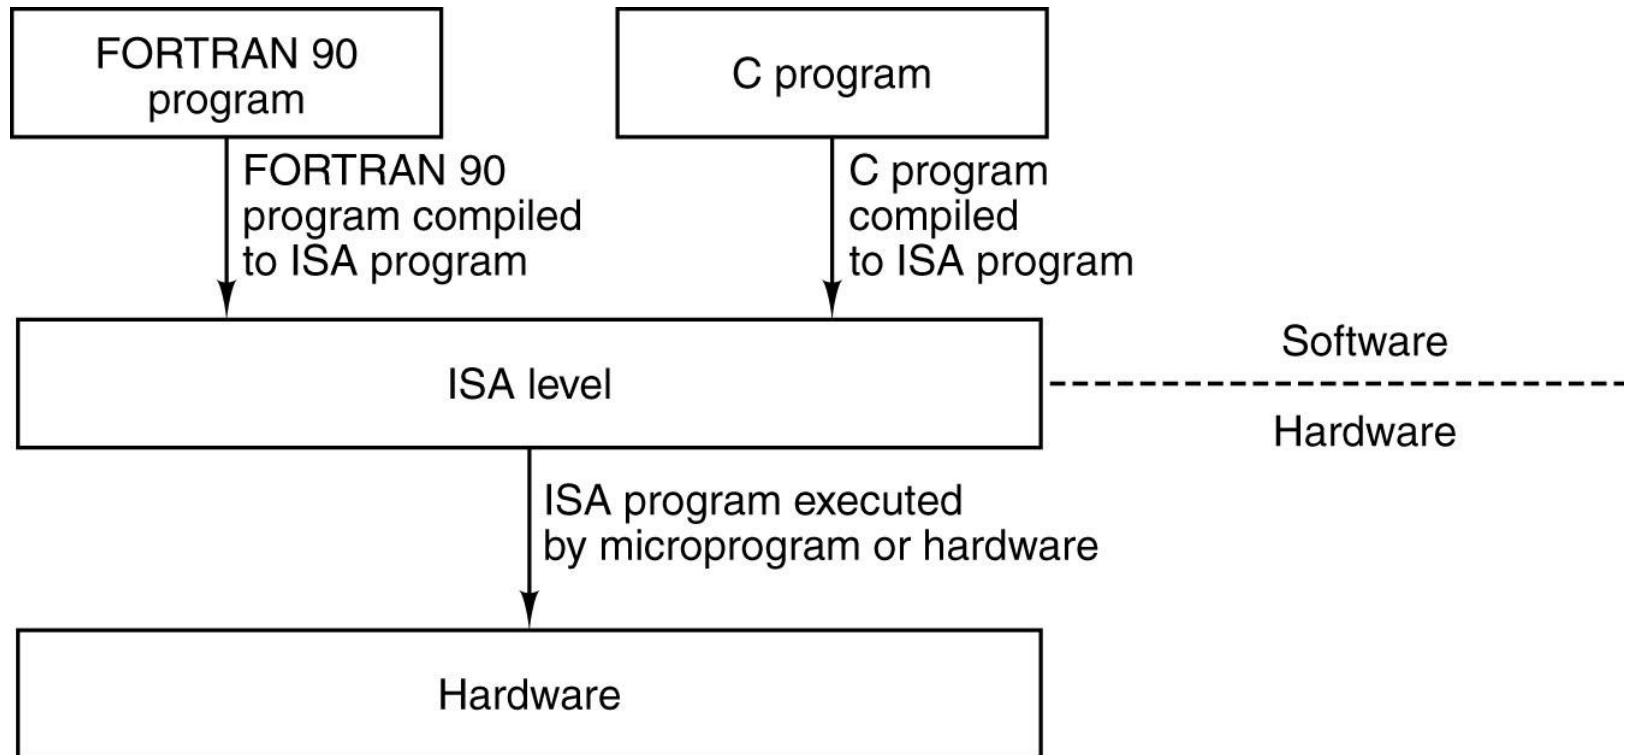 FORTRAN 90
program
C program
FORTRAN 90
program compiled
to ISA program
C program
compiled
to ISA program
ISA level
Software
Hardware
ISA program executed
by microprogram or hardware
Hardware